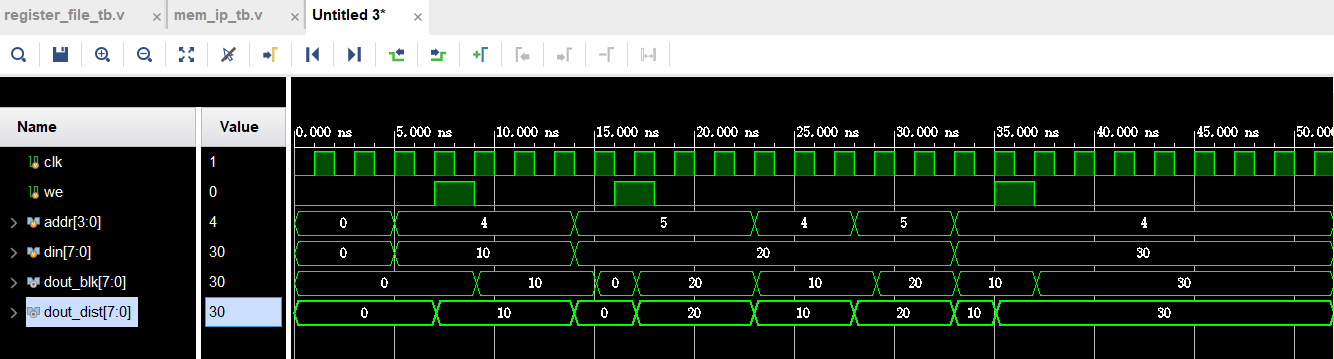 register_file_tb.v × mem_ip_tb.v × Untitled 3* ×
Name Value 0.000 ns 5.000 ns 10.000 ns 15.000 ns 20.000 ns 25.000 ns 30.000 ns 35.000 ns 40.000 ns 45.000 ns 50.000
clk 1
we 0
addr[3:0] 4 0 4 5 4 5 4
din[7:0] 30 0 10 20 30
dout_blk[7:0] 30 0 10 0 20 10 20 10 30
dout_dist[7:0] 30 0 10 0 20 10 20 10 30